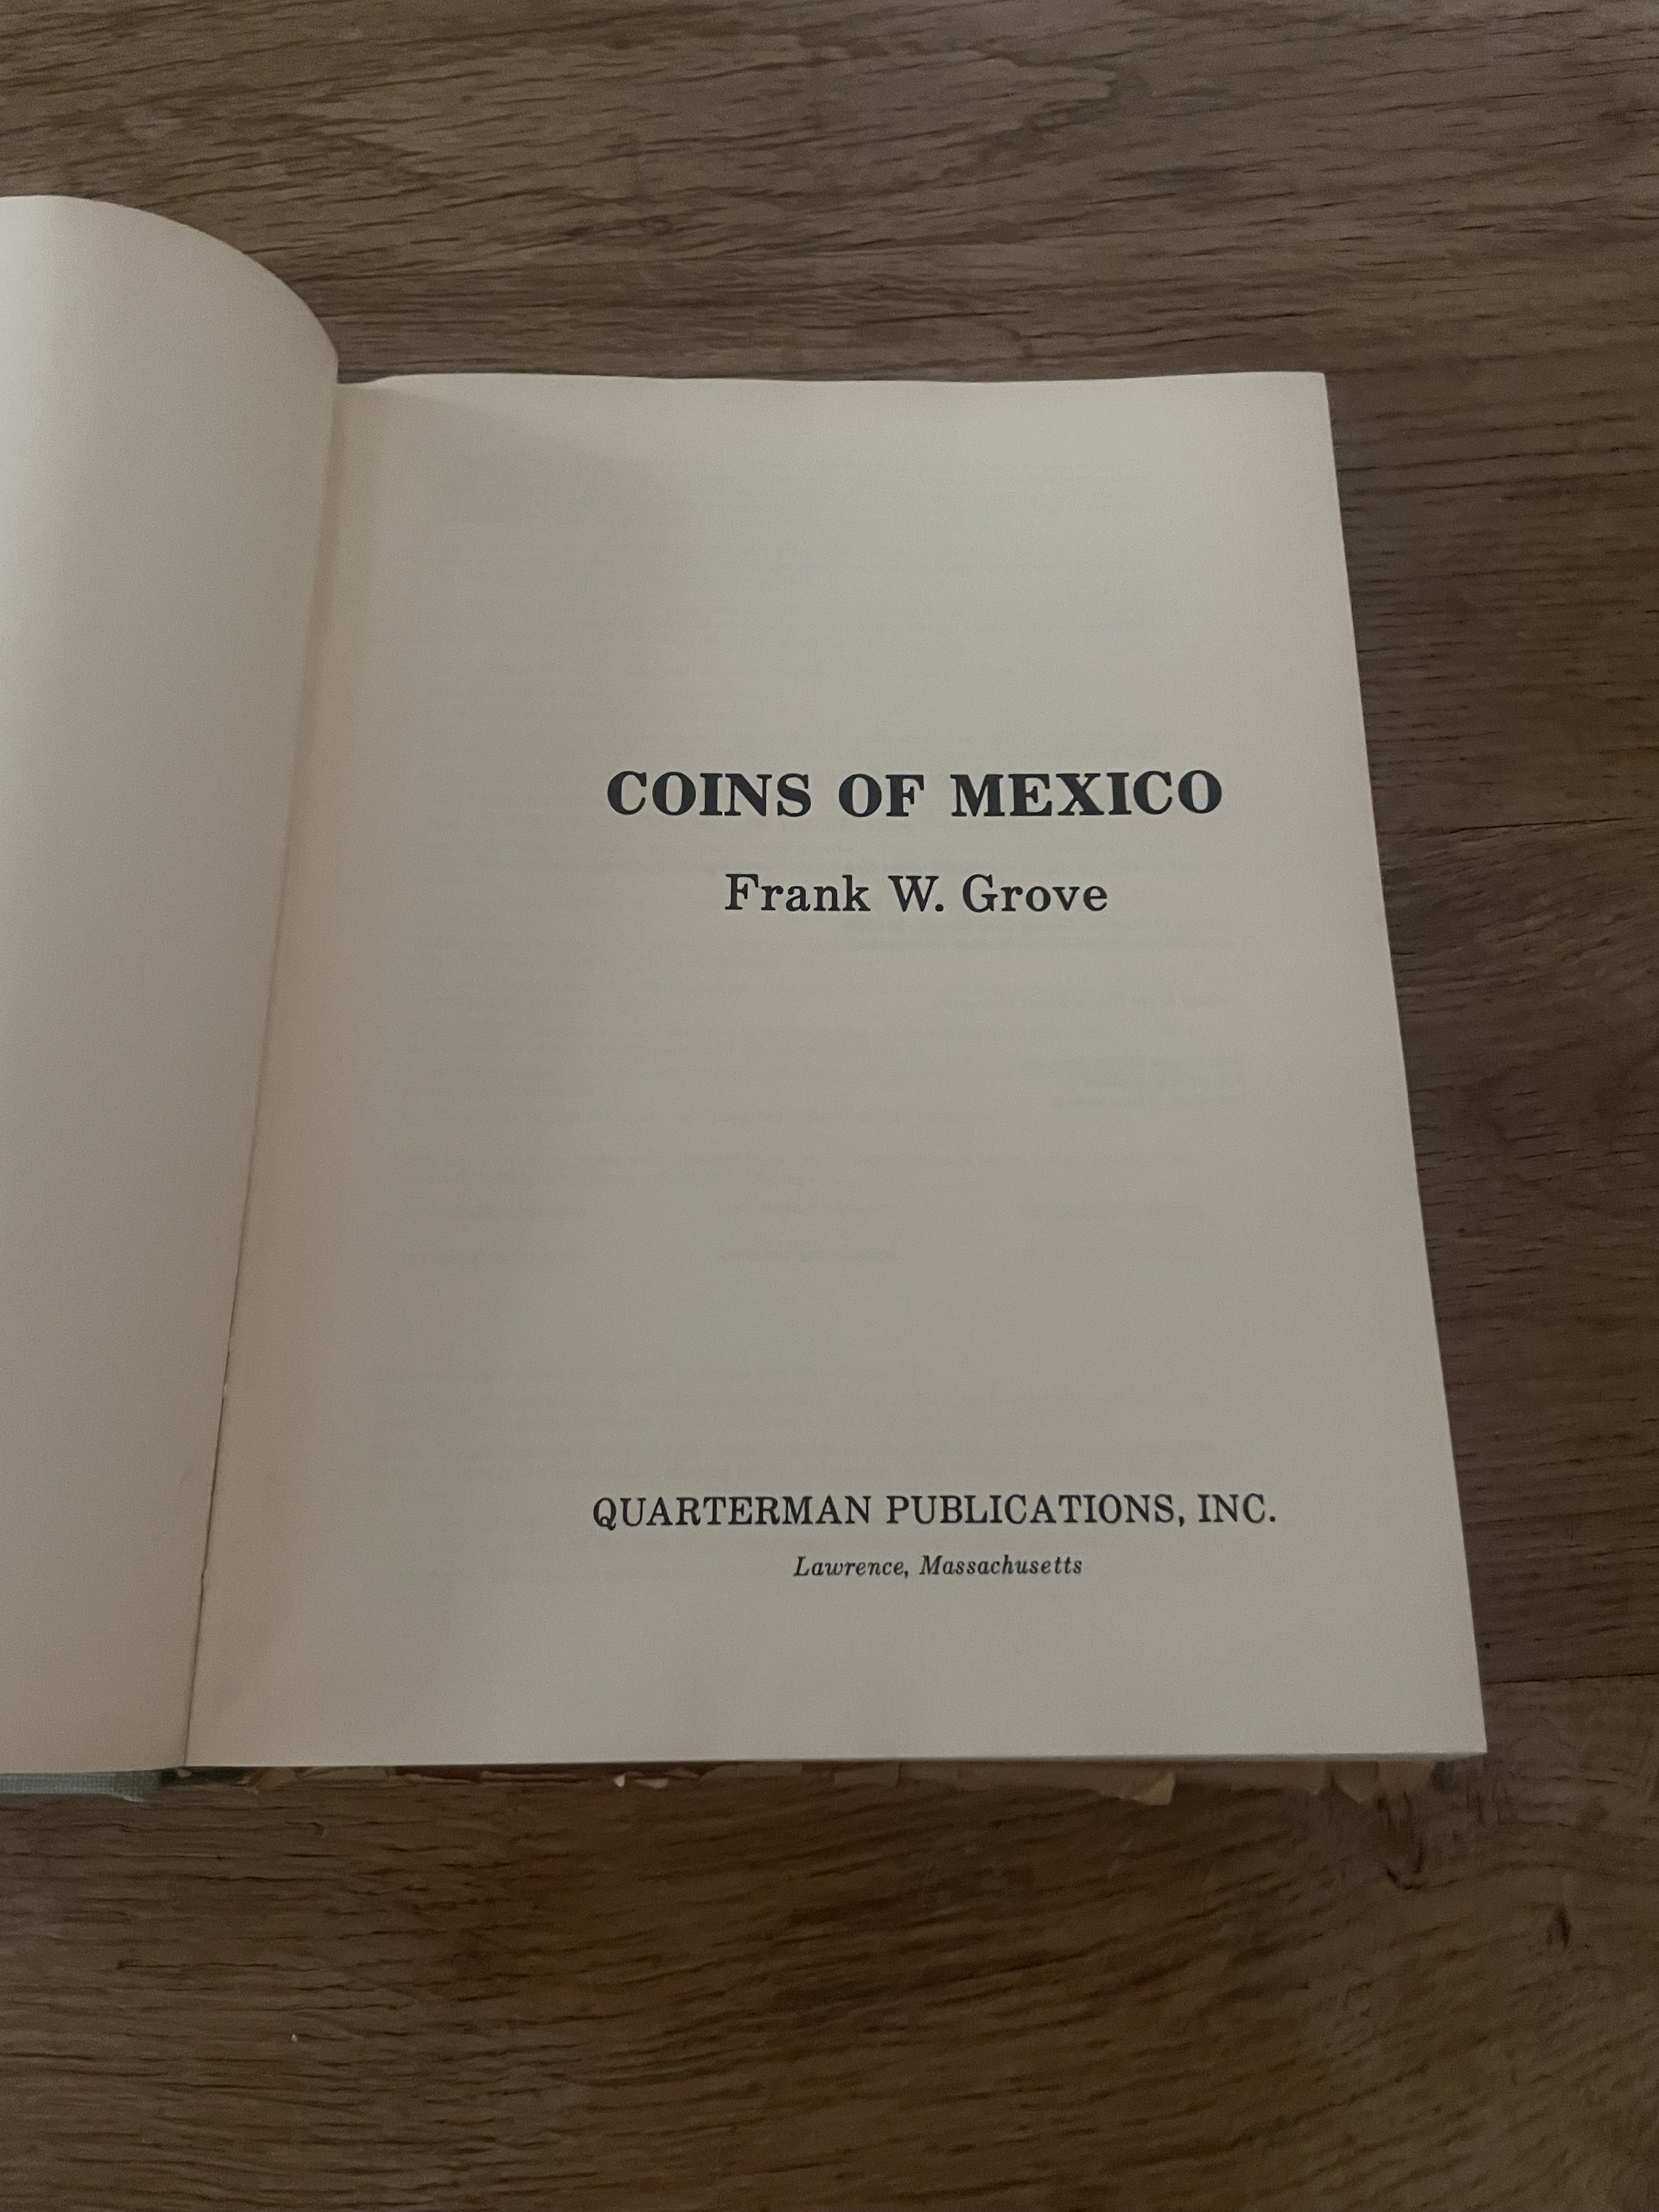 COINS OF MEXICO
Frank W. Grove
QUARTERMAN PUBLICATIONS, INC.
Lawrence, Massachusetts